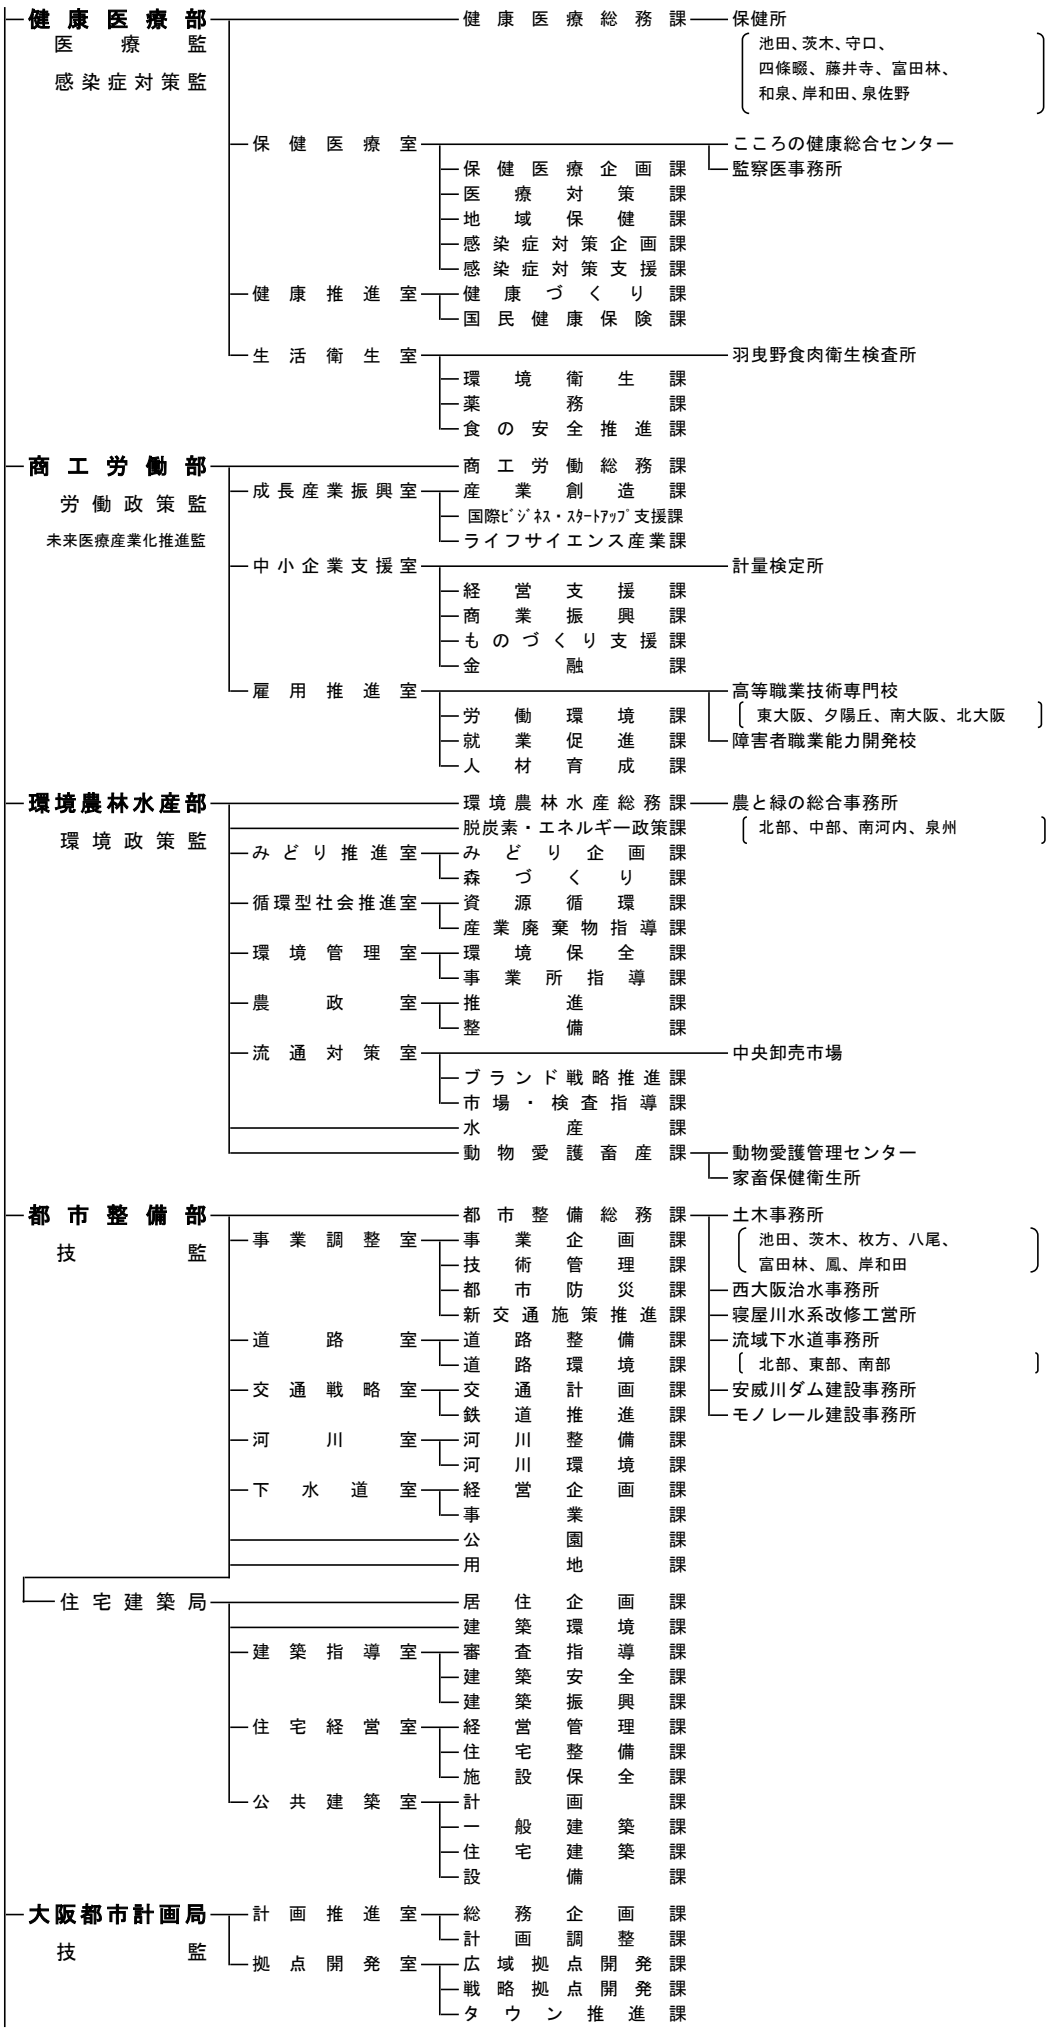 健康医療部 健康医療総務課 保健所
医療監 池田、茨木、守口、
四條畷、藤井寺、富田林、
感染症対策監
和泉、岸和田、泉佐野
保健医療室 こころの健康総合センター
保健医療企画課 監察医事務所
医療対策課
地域保健課
感染症対策企画課
感染症対策支援課
健康推進室 健康づくり課
国民健康保険課
生活衛生室 羽曳野食肉衛生検査所
環境衛生課
薬務課
食の安全推進課
商工労働部 商工労働総務課
成長産業振興室 産業創造課
労働政策監
国際ﾋﾞｼﾞﾈｽ・ｽﾀｰﾄｱｯﾌﾟ支援課
未来医療産業化推進監 ライフサイエンス産業課
中小企業支援室 計量検定所
経営支援課
商業振興課
ものづくり支援課
金融課
雇用推進室 高等職業技術専門校
労働環境課 東大阪、夕陽丘、南大阪、北大阪
就業促進課 障害者職業能力開発校
人材育成課
環境農林水産部 環境農林水産総務課 農と緑の総合事務所
脱炭素・エネルギー政策課 北部、中部、南河内、泉州
環境政策監
みどり推進室 みどり企画課
森づくり課
循環型社会推進室 資源循環課
産業廃棄物指導課
環境管理室 環境保全課
事業所指導課
農政室 推進課
整備課
流通対策室 中央卸売市場
ブランド戦略推進課
市場・検査指導課
水産課
動物愛護畜産課 動物愛護管理センター
家畜保健衛生所
都市整備部 都市整備総務課 土木事務所
事業調整室 事業企画課 池田、茨木、枚方、八尾、
技監
技術管理課 富田林、鳳、岸和田
都市防災課 西大阪治水事務所
新交通施策推進課 寝屋川水系改修工営所
道路室 道路整備課 流域下水道事務所
道路環境課 北部、東部、南部
交通戦略室 交通計画課 安威川ダム建設事務所
鉄道推進課 モノレール建設事務所
河川室 河川整備課
河川環境課
下水道室 経営企画課
事業課
公園課
用地課
住宅建築局 居住企画課
建築環境課
建築指導室 審査指導課
建築安全課
建築振興課
住宅経営室 経営管理課
住宅整備課
施設保全課
公共建築室 計画課
一般建築課
住宅建築課
設備課
大阪都市計画局 計画推進室 総務企画課
計画調整課
技監
拠点開発室 広域拠点開発課
戦略拠点開発課
タウン推進課